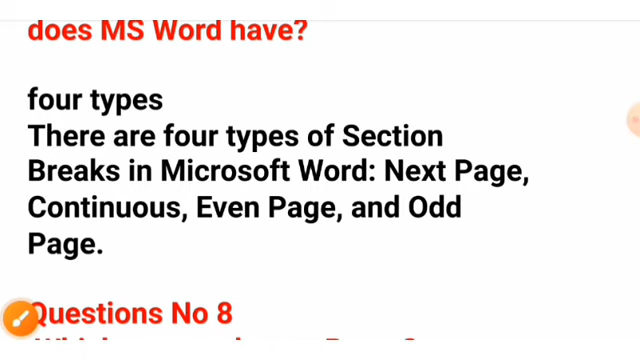 does MS Word have?
four types
There are four types of Section
Breaks in Microsoft Word: Next Page,
Continuous, Even Page, and Odd
Page.
Questions No 8